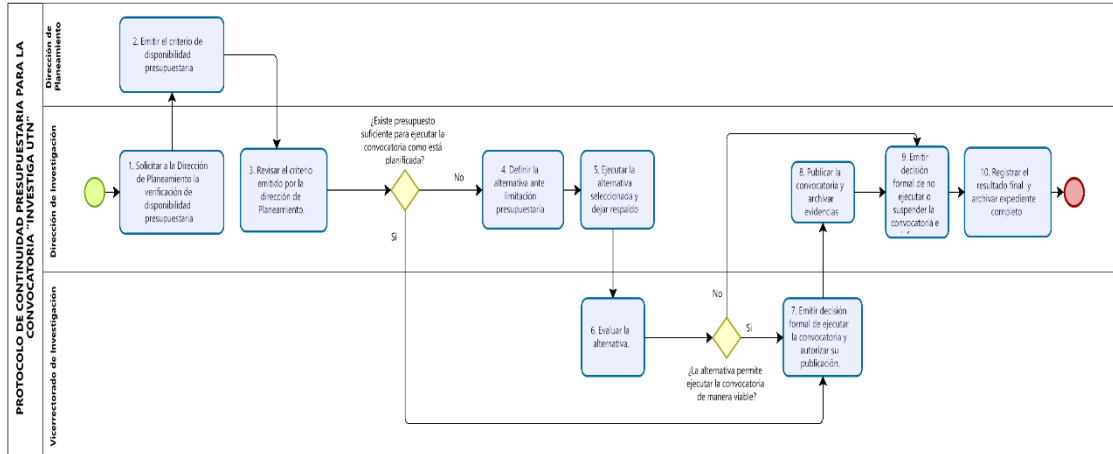 PROTOCOLO DE CONTINUIDAD PRESUPUESTARIA PARA LA
CONVOCATORIA "INVESTIGA UTN"
Dirección de
Planeamiento
2. Emitir el criterio de
disponibilidad
presupuestaria
Dirección de Investigación
1. Solicitar a la Dirección
de Planeamiento la
verificación de
disponibilidad
presupuestaria
3. Revisar el criterio
emitido por la
dirección de
Planeamiento.
¿Existe presupuesto
suficiente para ejecutar la
convocatoria como está
planificada?
No
Si
4. Definir la
alternativa ante
limitación
presupuestaria
5. Ejecutar la
alternativa
seleccionada y
dejar respaldo
8. Publicar la
convocatoria y
archivar
evidencias
9. Emitir
decisión
formal de no
ejecutar o
suspender la
convocatoria e
10. Registrar el
resultado final y
archivar expediente
completo
Vicerrectorado de Investigación
6. Evaluar la
alternativa.
No
Si
¿La alternativa permite
ejecutar la convocatoria
de manera viable?
7. Emitir decisión
formal de ejecutar
la convocatoria y
autorizar su
publicación.